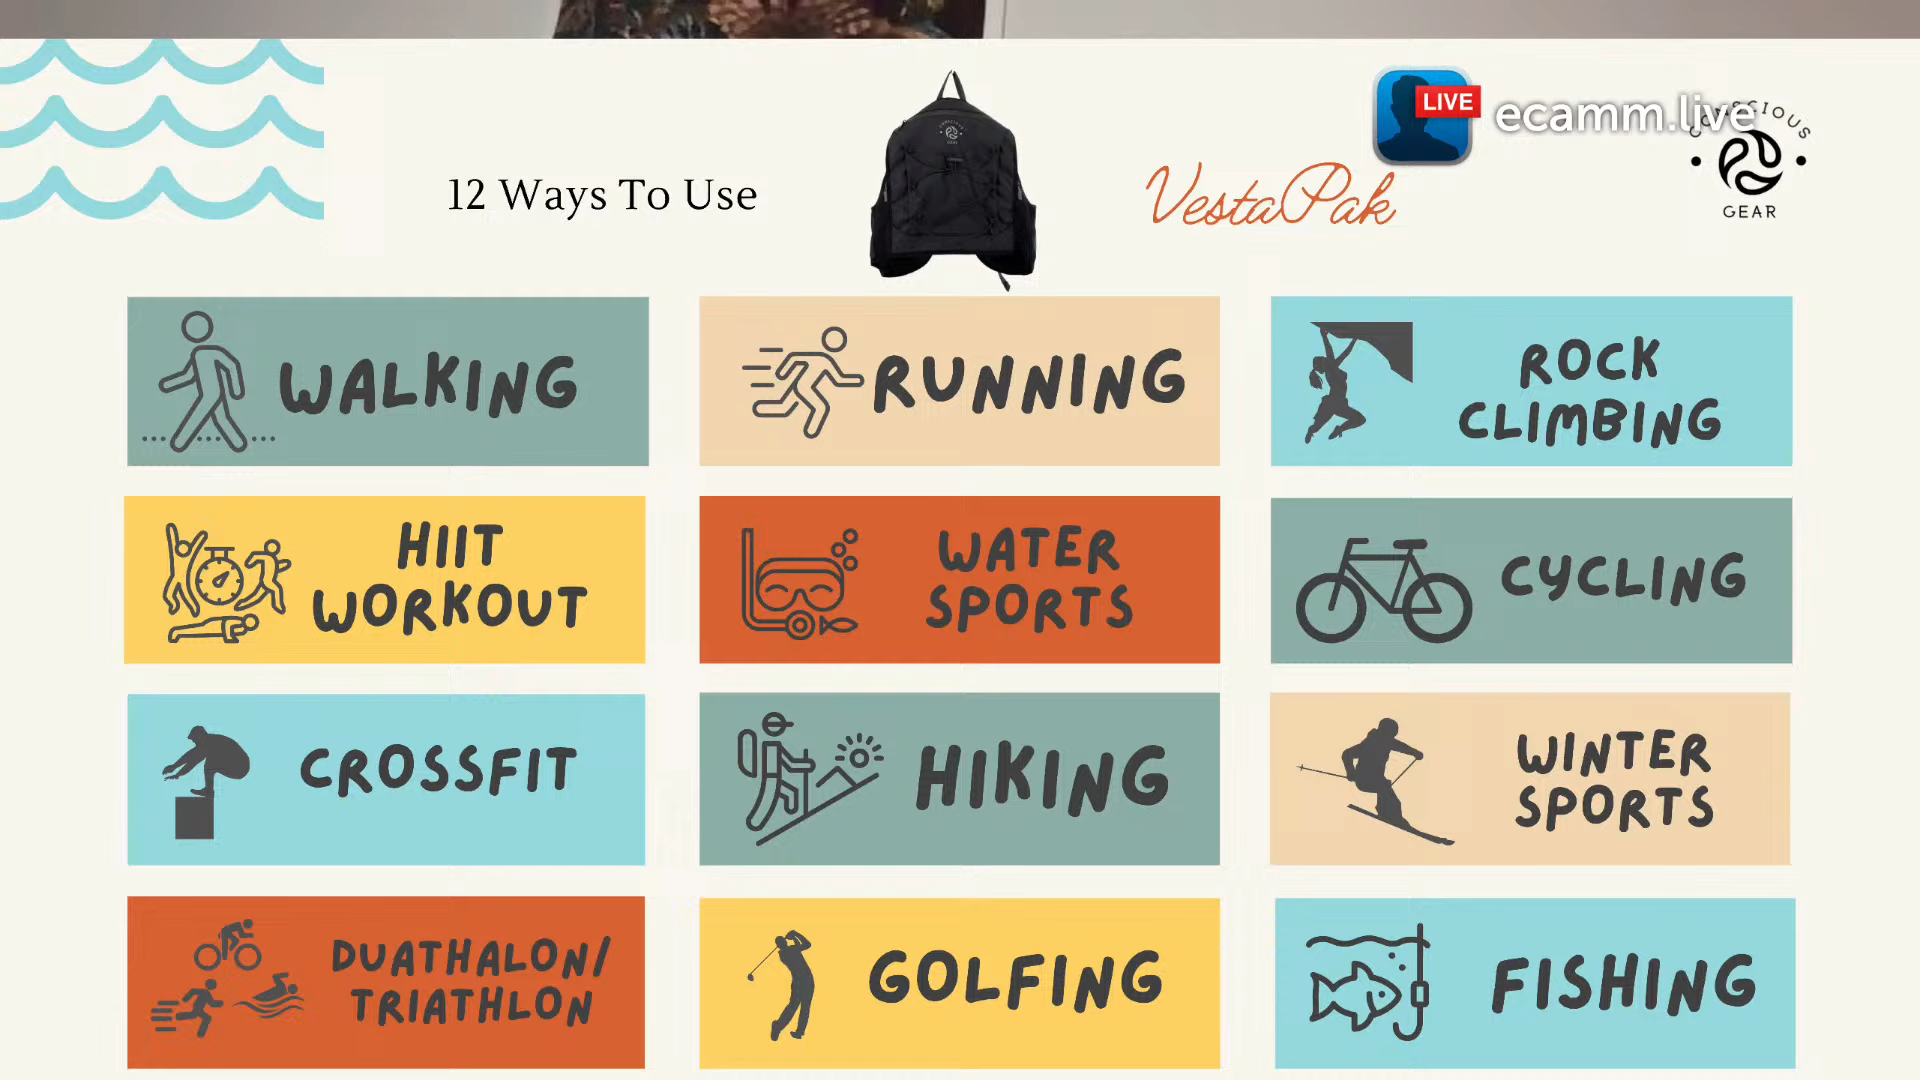 LIVE
ecamm.live
CONSCIOUS
GEAR
12 Ways To Use
VestaPak
WALKING
RUNNING
ROCK
CLIMBING
HIIT
WORKOUT
WATER
SPORTS
CYCLING
CROSSFIT
HIKING
WINTER
SPORTS
DUATHALON/
TRIATHLON
GOLFING
FISHING